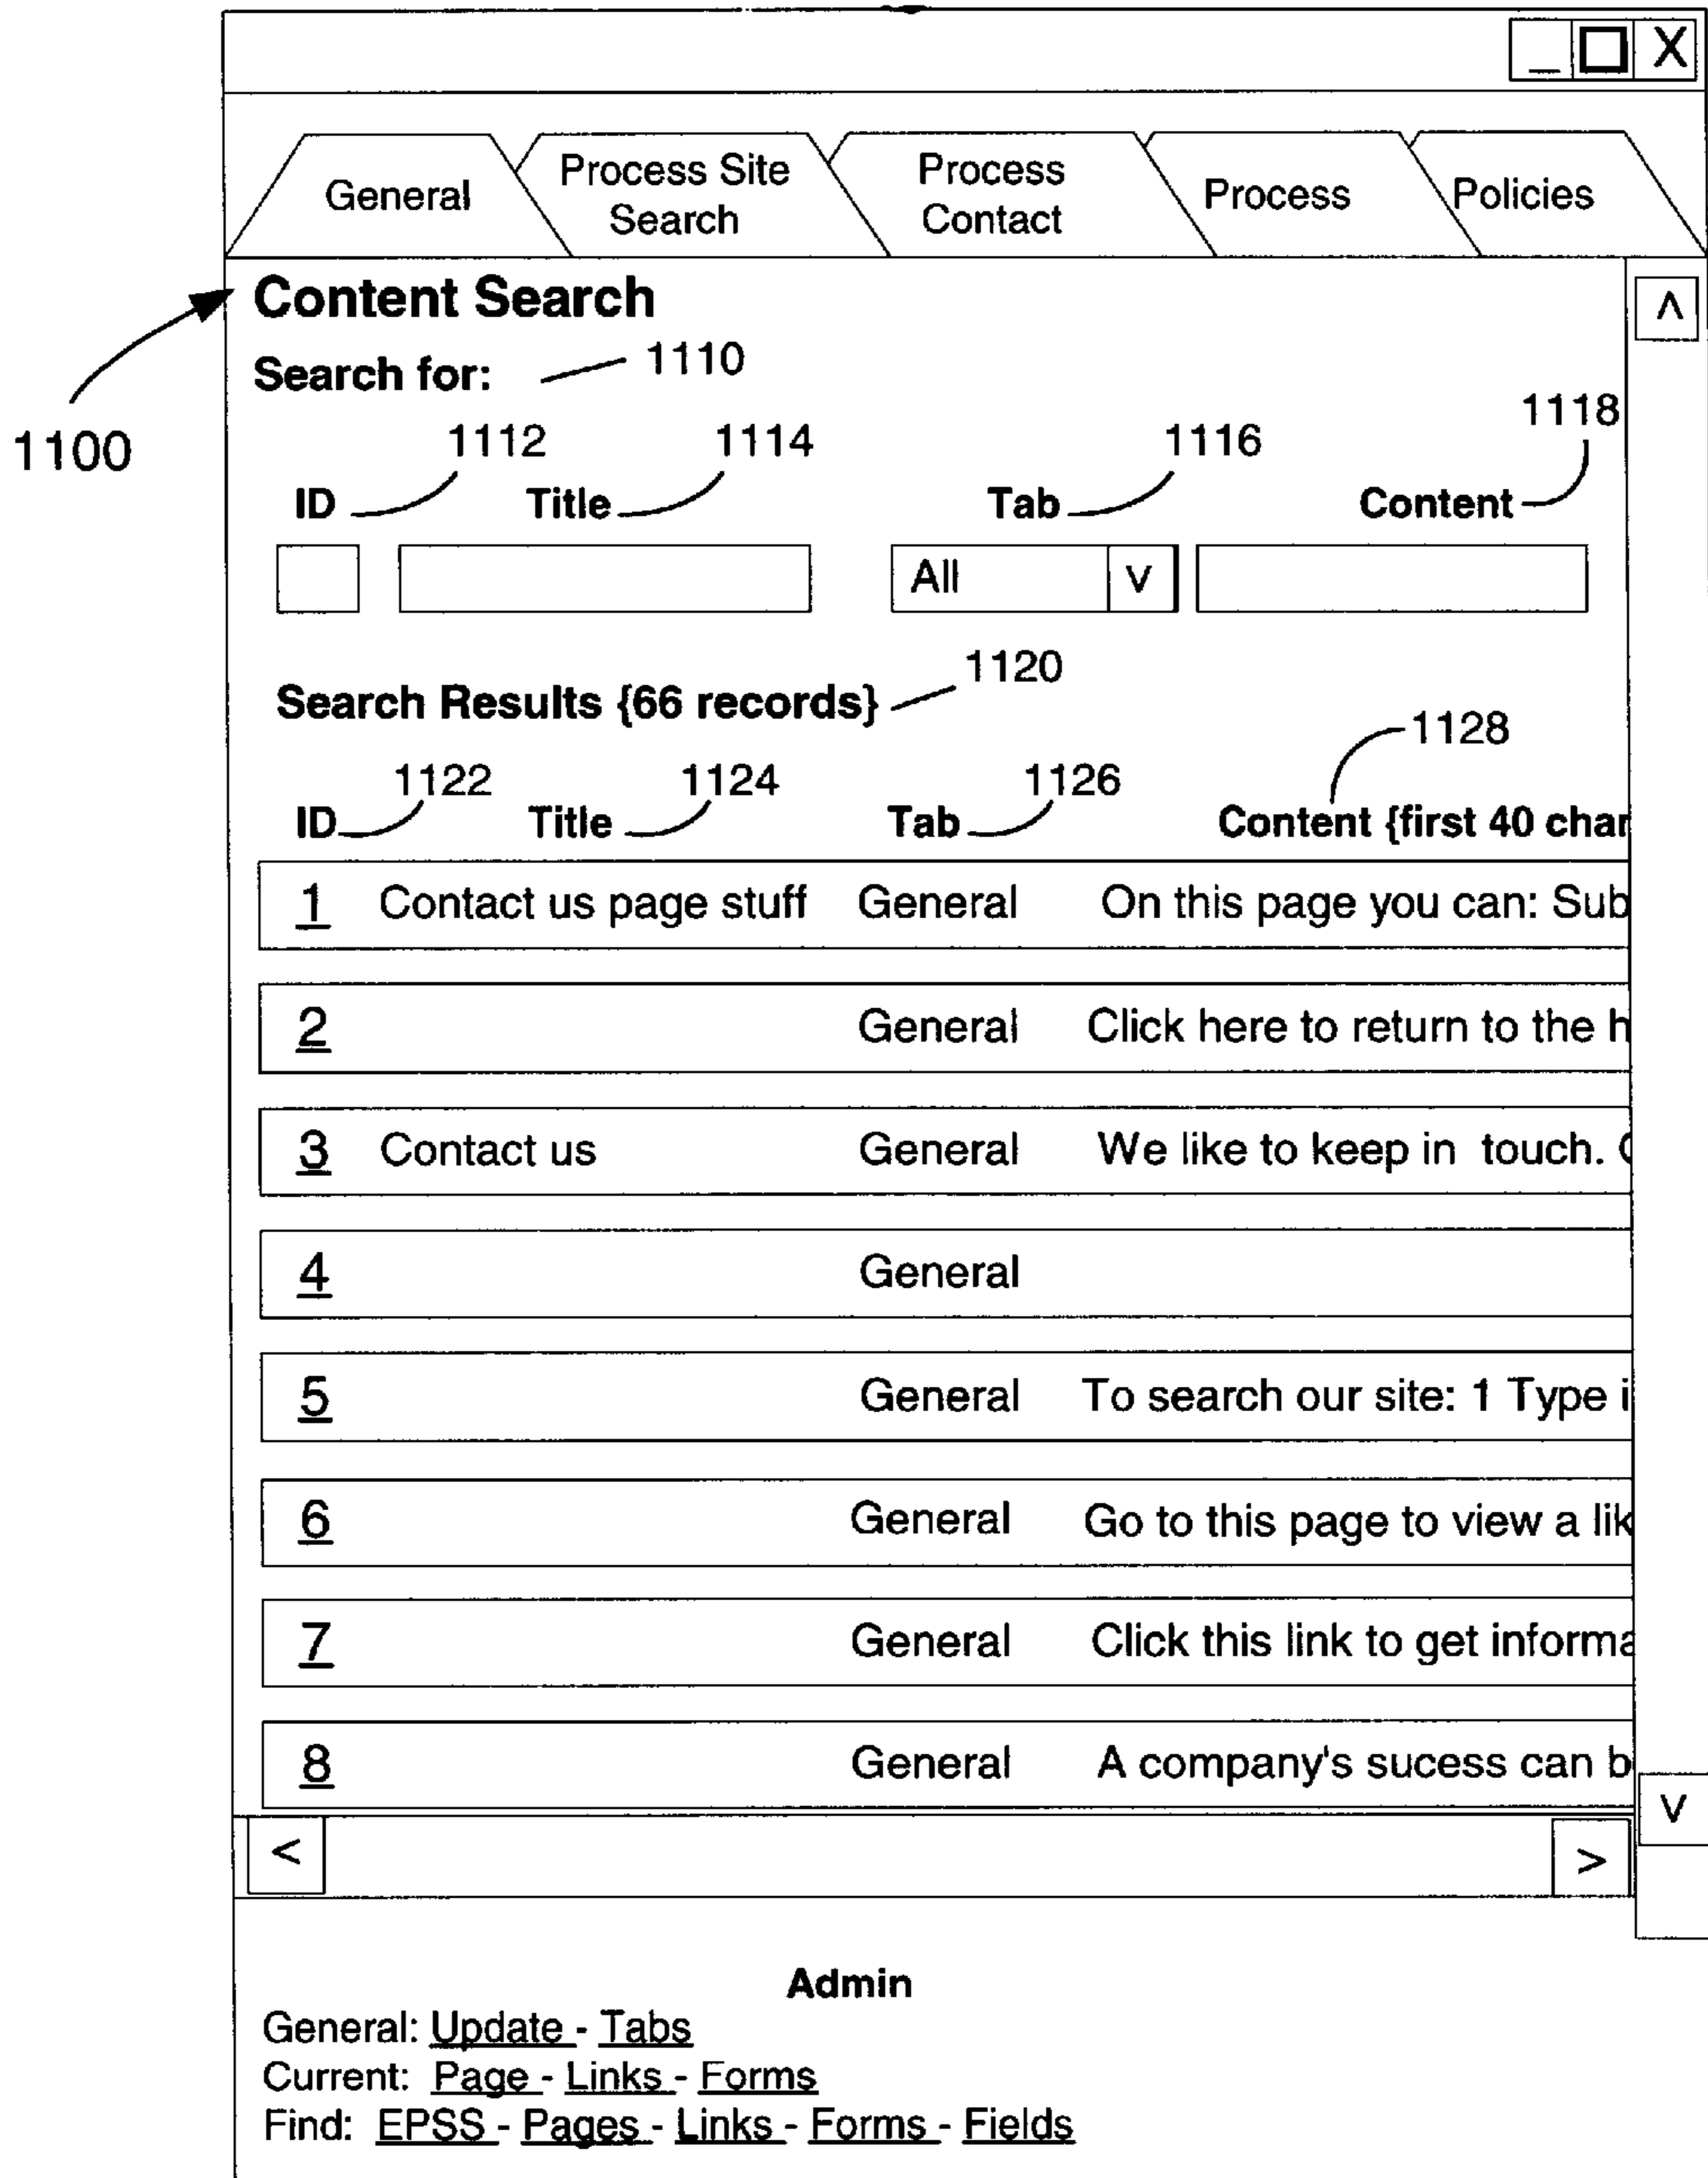 _ □ X
General Process Site Search Process Contact Process Policies
Content Search
Search for: 1110
1100
1112 1114 1116 1118
ID Title Tab Content
All V
1120
Search Results {66 records}
1128
1122 1124 1126
ID Title Tab Content {first 40 char
1 Contact us page stuff General On this page you can: Sub
2 General Click here to return to the h
3 Contact us General We like to keep in touch.
4 General
5 General To search our site: 1 Type i
6 General Go to this page to view a lik
7 General Click this link to get informa
8 General A company's sucess can b
V
< >
Admin
General: Update - Tabs
Current: Page - Links - Forms
Find: EPSS - Pages - Links - Forms - Fields